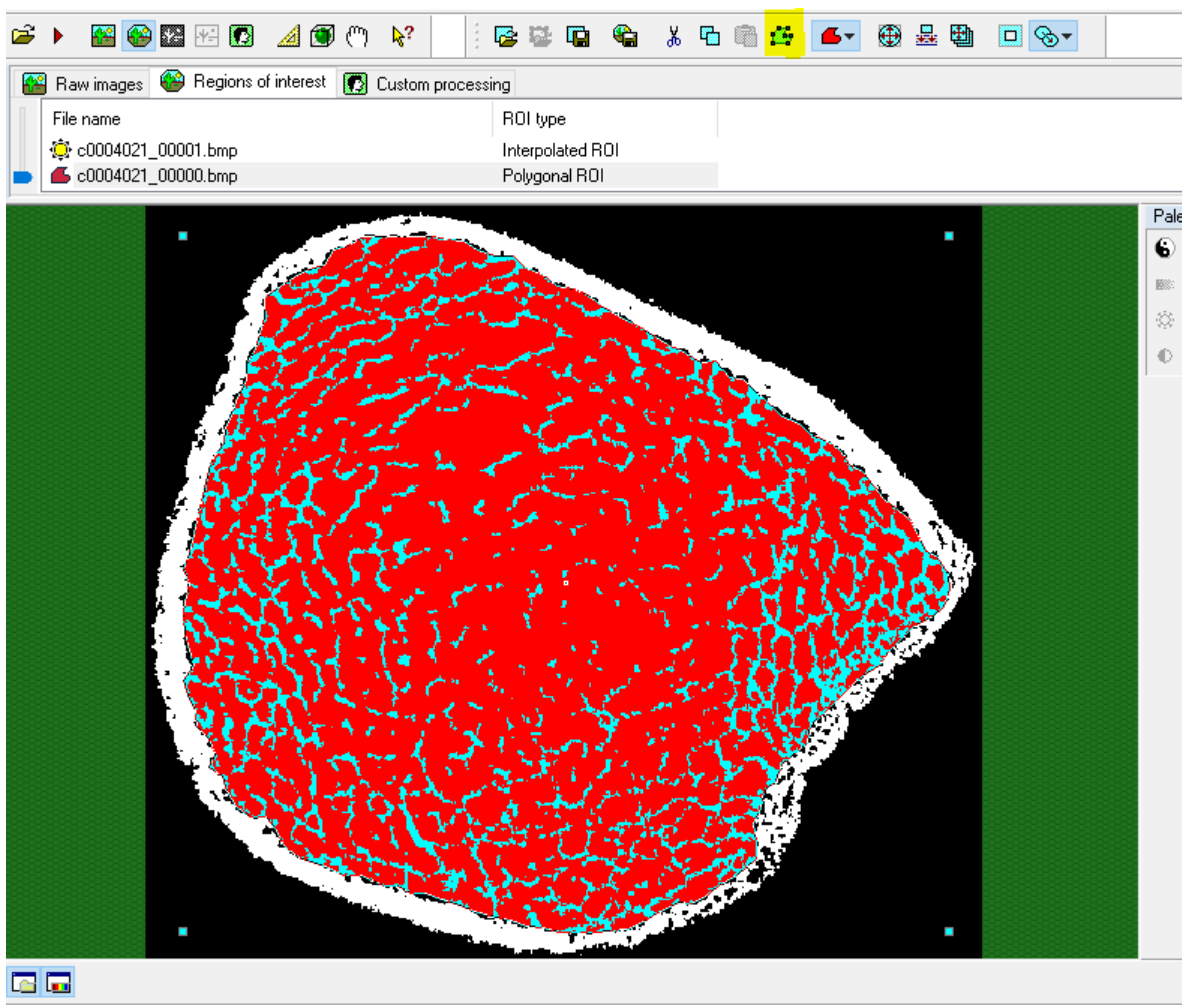 Raw images Regions of interest Custom processing
File name ROI type
c0004021_00001.bmp Interpolated ROI
c0004021_00000.bmp Polygonal ROI
Pale